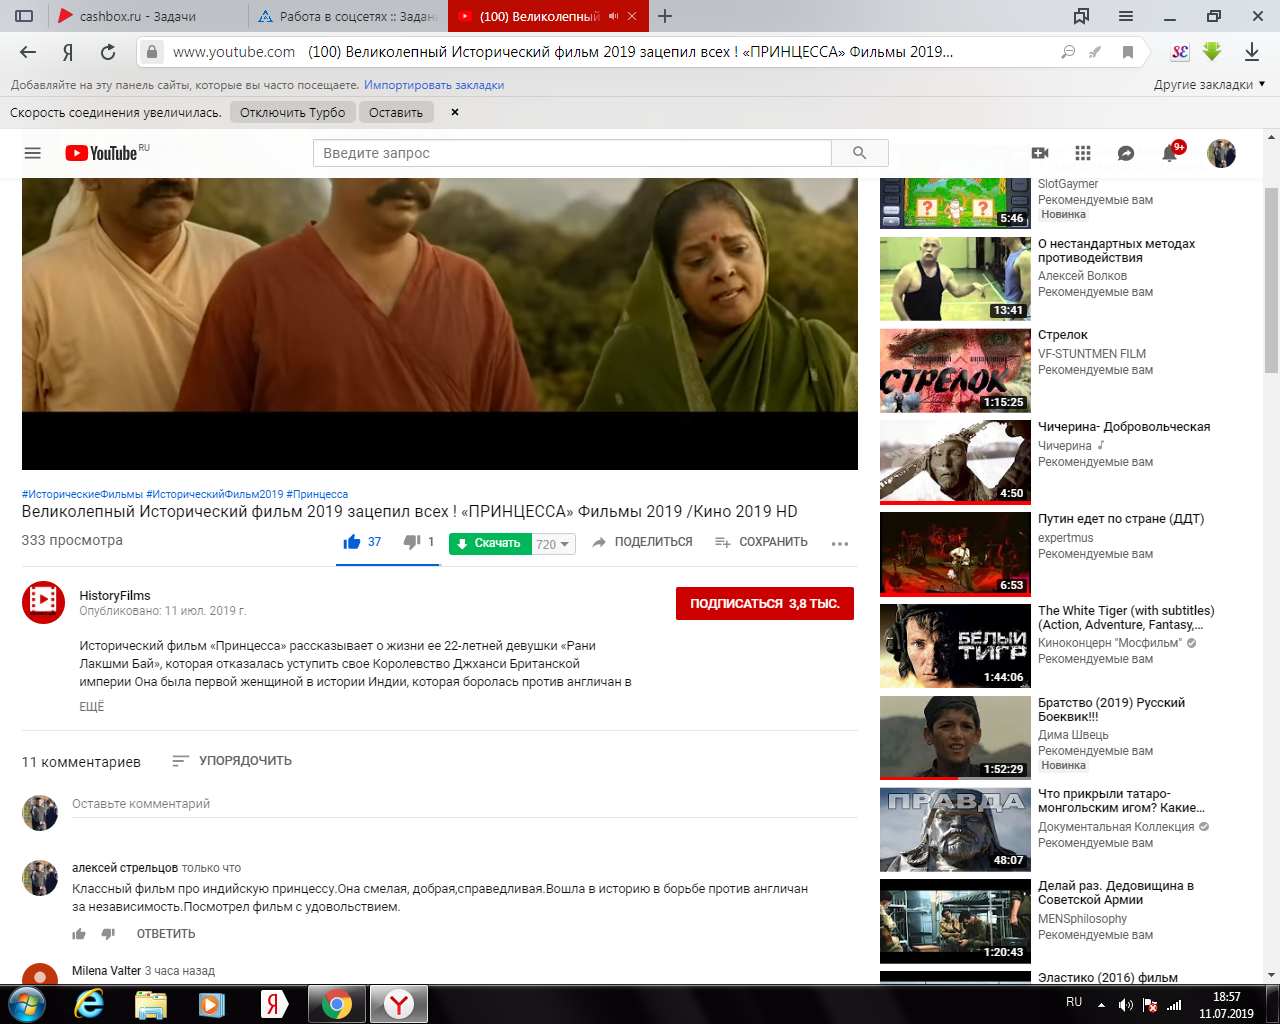 cashbox.ru - Задачи
Работа в соцсетях :: Задан
(100) Великолепный
www.youtube.com (100) Великолепный Исторический фильм 2019 зацепил всех ! «ПРИНЦЕССА» Фильмы 2019...
Добавляйте на эту панель сайты, которые вы часто посещаете. Импортировать закладки
Другие закладки
Скорость соединения увеличилась. Отключить Турбо Оставить
YouTube RU
Введите запрос
9+
#ИсторическиеФильмы #ИсторическийФильм2019 #Принцесса
Великолепный Исторический фильм 2019 зацепил всех ! «ПРИНЦЕССА» Фильмы 2019 /Кино 2019 HD
333 просмотра
37 1 Скачать 720 ПОДЕЛИТЬСЯ СОХРАНИТЬ
HistoryFilms
Опубликовано: 11 июл. 2019 г.
ПОДПИСАТЬСЯ 3,8 ТЫС.
Исторический фильм «Принцесса» рассказывает о жизни ее 22-летней девушки «Рани
Лакшми Бай», которая отказалась уступить свое Королевство Джханси Британской
империи Она была первой женщиной в истории Индии, которая боролась против англичан в
ЕЩЁ
11 комментариев УПОРЯДОЧИТЬ
Оставьте комментарий
алексей стрельцов только что
Классный фильм про индийскую принцессу.Она смелая, добрая,справедливая.Вошла в историю в борьбе против англичан
за независимость.Посмотрел фильм с удовольствием.
ОТВЕТИТЬ
Milena Valter 3 часа назад
SlotGaymer
Рекомендуемые вам
Новинка
5:46
О нестандартных методах
противодействия
Алексей Волков
Рекомендуемые вам
13:41
Стрелок
VF-STUNTMEN FILM
Рекомендуемые вам
СТРЕЛОК
1:15:25
Чичерина- Добровольческая
Чичерина
Рекомендуемые вам
4:50
Путин едет по стране (ДДТ)
expertmus
Рекомендуемые вам
6:53
The White Tiger (with subtitles)
(Action, Adventure, Fantasy,...
Киноконцерн "Мосфильм"
Рекомендуемые вам
БЕЛЫЙ
ТИГР
1:44:06
Братство (2019) Русский
Боеквик!!!
Дима Швець
Рекомендуемые вам
Новинка
1:52:29
Что прикрыли татаро-
монгольским игом? Какие...
Документальная Коллекция
Рекомендуемые вам
ПРАВДА
48:07
Делай раз. Дедовищина в
Советской Армии
MENSphilosophy
Рекомендуемые вам
1:20:43
Эластико (2016) фильм
RU
18:57
11.07.2019